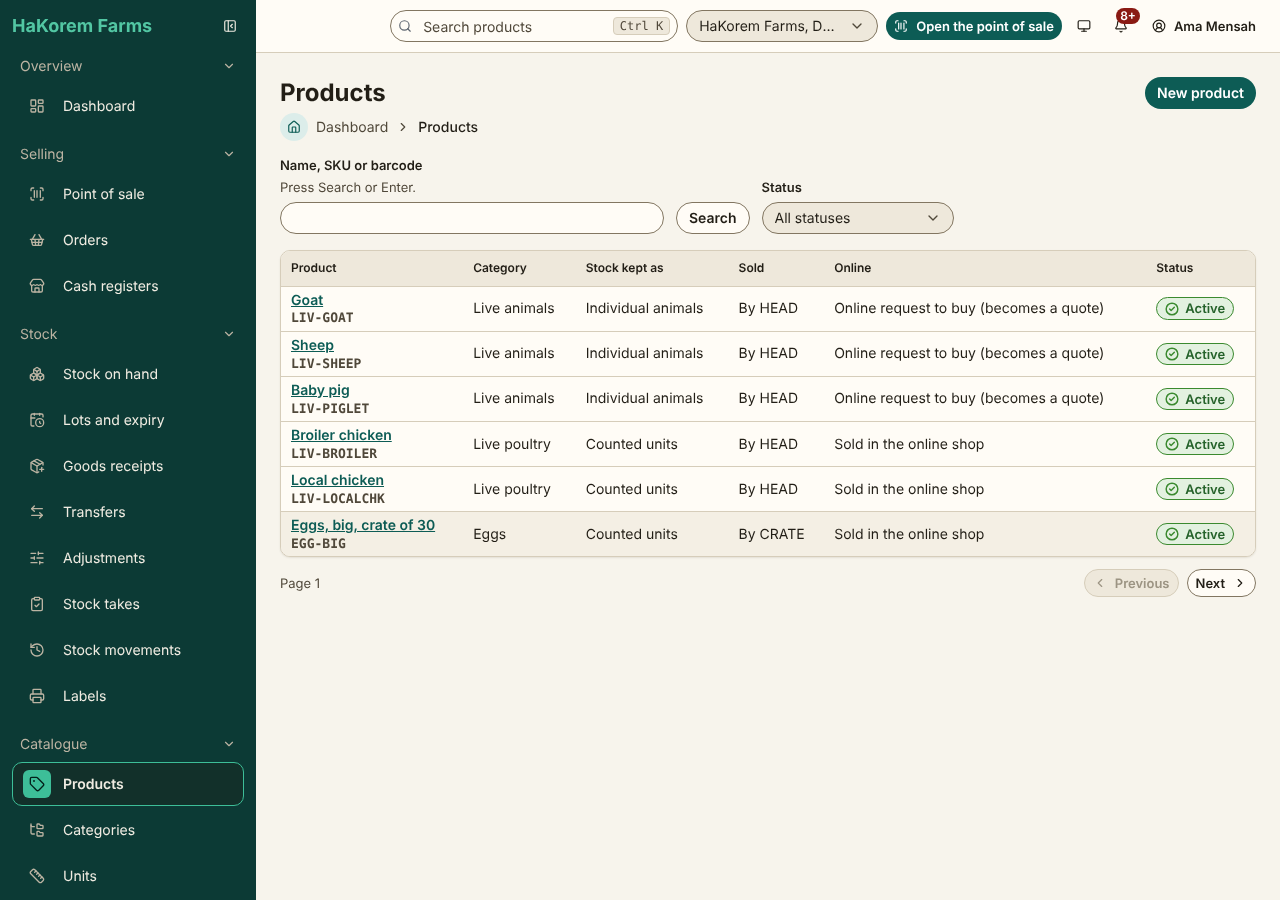 HaKorem Farms
Search products
Ctrl K
HaKorem Farms, D...
Open the point of sale
8+
Ama Mensah
Overview
Dashboard
Selling
Point of sale
Orders
Cash registers
Stock
Stock on hand
Lots and expiry
Goods receipts
Transfers
Adjustments
Stock takes
Stock movements
Labels
Catalogue
Products
Categories
Units
Products
New product
Dashboard > Products
Name, SKU or barcode
Press Search or Enter.
Status
Search
All statuses
Product Category Stock kept as Sold Online Status
Goat
LIV-GOAT
Live animals Individual animals By HEAD Online request to buy (becomes a quote) Active
Sheep
LIV-SHEEP
Live animals Individual animals By HEAD Online request to buy (becomes a quote) Active
Baby pig
LIV-PIGLET
Live animals Individual animals By HEAD Online request to buy (becomes a quote) Active
Broiler chicken
LIV-BROILER
Live poultry Counted units By HEAD Sold in the online shop Active
Local chicken
LIV-LOCALCHK
Live poultry Counted units By HEAD Sold in the online shop Active
Eggs, big, crate of 30
EGG-BIG
Eggs Counted units By CRATE Sold in the online shop Active
Page 1
Previous
Next